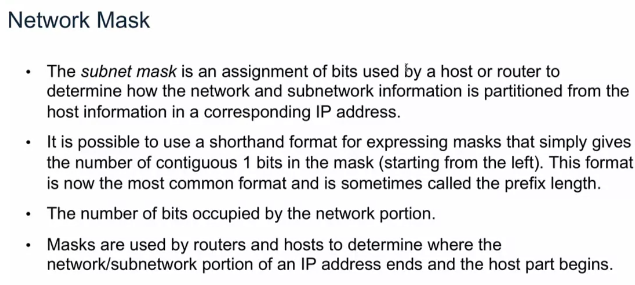 Network Mask
• The subnet mask is an assignment of bits used by a host or router to
determine how the network and subnetwork information is partitioned from the
host information in a corresponding IP address.
• It is possible to use a shorthand format for expressing masks that simply gives
the number of contiguous 1 bits in the mask (starting from the left). This format
is now the most common format and is sometimes called the prefix length.
• The number of bits occupied by the network portion.
• Masks are used by routers and hosts to determine where the
network/subnetwork portion of an IP address ends and the host part begins.